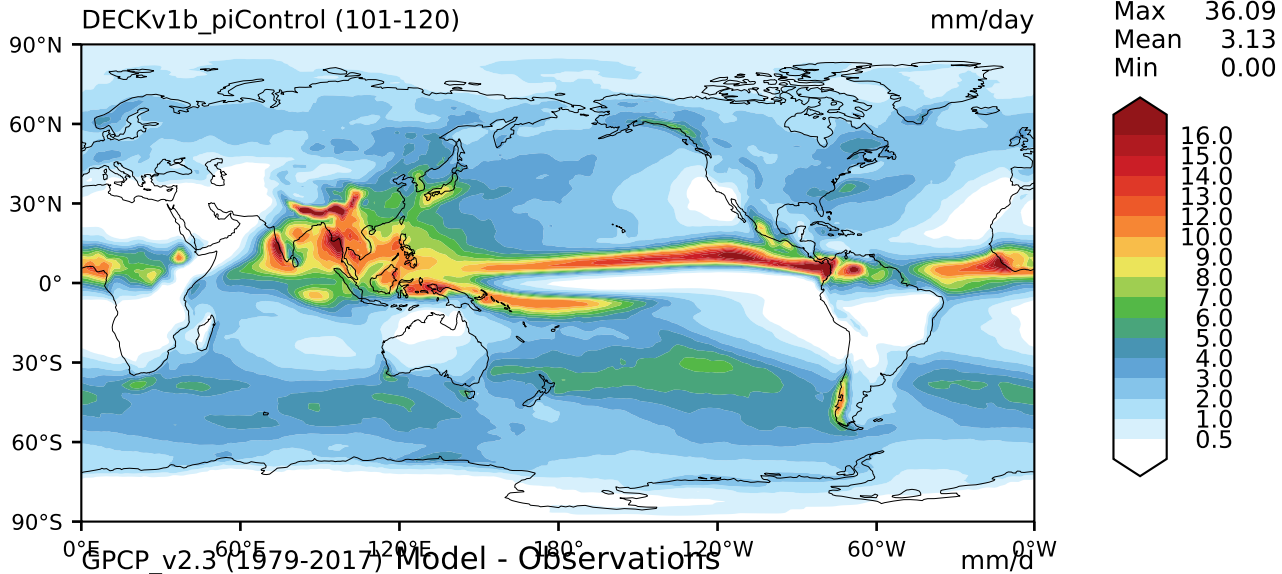 DECKv1b_piControl (101-120) mm/day
Max 36.09
Mean 3.13
Min 0.00
90°N
60°N
30°N
0°
30°S
60°S
90°S
16.0
15.0
14.0
13.0
12.0
10.0
9.0
8.0
7.0
6.0
5.0
4.0
3.0
2.0
1.0
0.5
0°E 60°E 120°E 180° 120°W 60°W 0°W
GPCP_v2.3 (1979-2017) Model - Observations mm/d